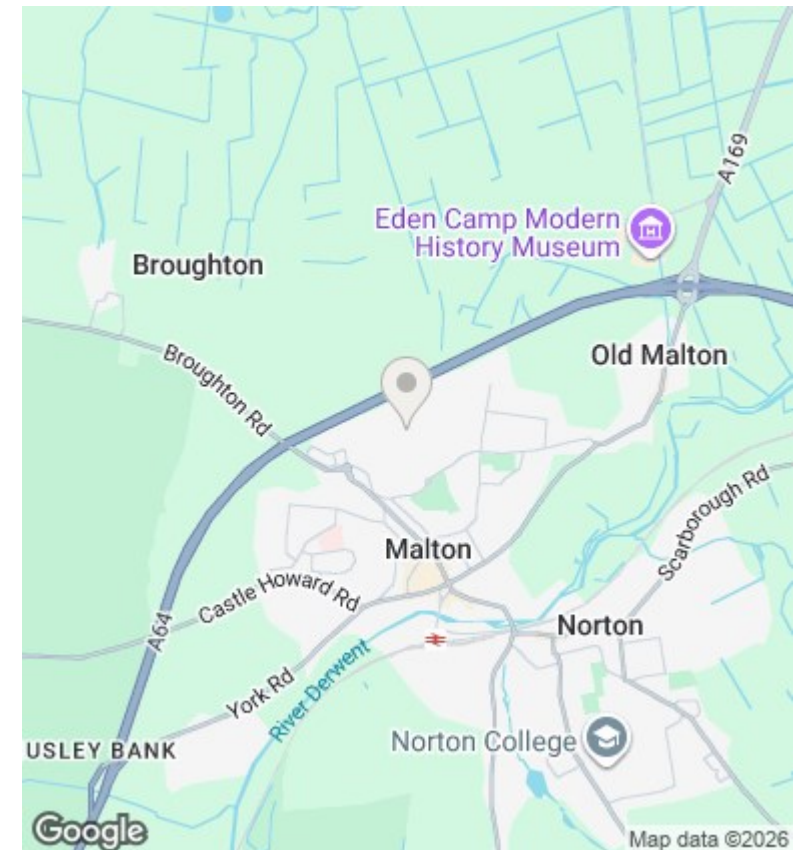 A169
Eden Camp Modern
History Museum
Broughton
Old Malton
Broughton Rd
Scarborough Rd
Malton
Castle Howard Rd
A64
Norton
York Rd
River Derwent
USLEY BANK
Norton College
Google
Map data ©2026